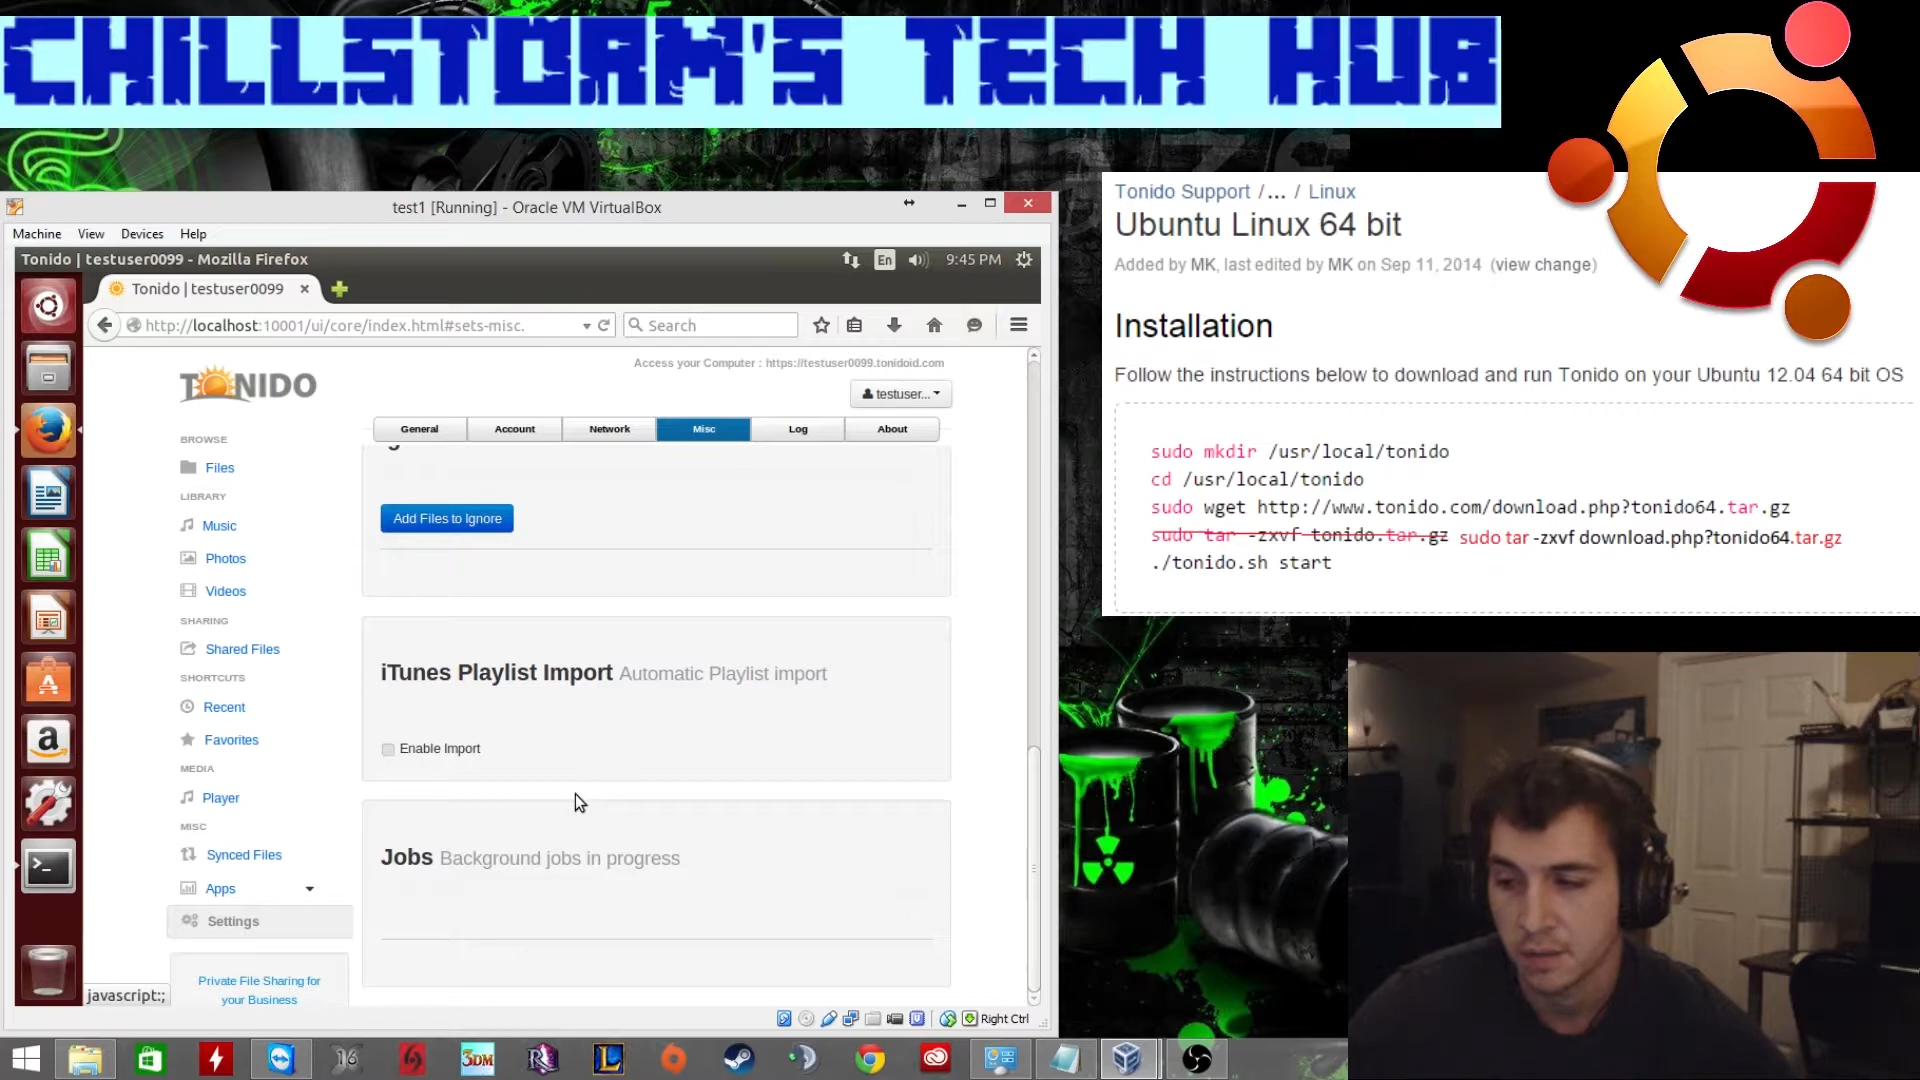 CHILLSTORM'S TECH HUB
test1 [Running] - Oracle VM VirtualBox
Machine View Devices Help
Tonido | testuser0099 - Mozilla Firefox
En
9:45 PM
Tonido | testuser0099
http://localhost:10001/ui/core/index.html#sets-misc.
Search
Access your Computer : https://testuser0099.tonidoid.com
TONIDO
testuser...
General Account Network Misc Log About
BROWSE
Files
LIBRARY
Music
Photos
Videos
SHARING
Shared Files
SHORTCUTS
Recent
Favorites
MEDIA
Player
MISC
Synced Files
Apps
Settings
Private File Sharing for
your Business
javascript:;
Add Files to Ignore
iTunes Playlist Import Automatic Playlist import
Enable Import
Jobs Background jobs in progress
Right Ctrl
Tonido Support /... / Linux
Ubuntu Linux 64 bit
Added by MK, last edited by MK on Sep 11, 2014 (view change)
Installation
Follow the instructions below to download and run Tonido on your Ubuntu 12.04 64 bit OS
sudo mkdir /usr/local/tonido
cd /usr/local/tonido
sudo wget http://www.tonido.com/download.php?tonido64.tar.gz
sudo tar -zxvf tonido.tar.gz sudo tar -zxvf download.php?tonido64.tar.gz
./tonido.sh start
3DM